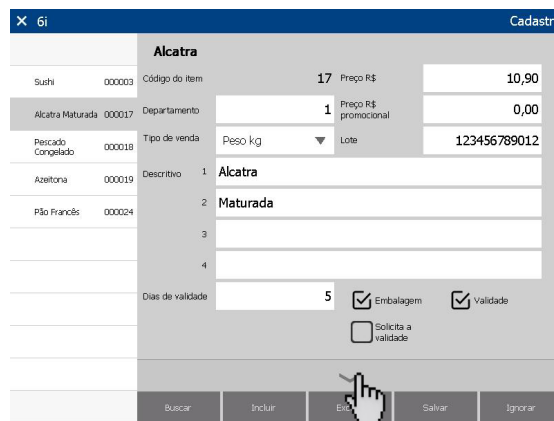 6i Cadastr
Alcatra
Sushi 000003
Alcatra Maturada 000017
Pescado
Congelado 000018
Azeitona 000019
Pão Francês 000024
Código do item 17 Preço R$ 10,90
Departamento 1 Preço R$
promocional 0,00
Tipo de venda Peso kg Lote 123456789012
Descritivo 1 Alcatra
2 Maturada
3
4
Dias de validade 5 Embalagem Validade
Solicita a
validade
Buscar Incluir Salvar Ignorar